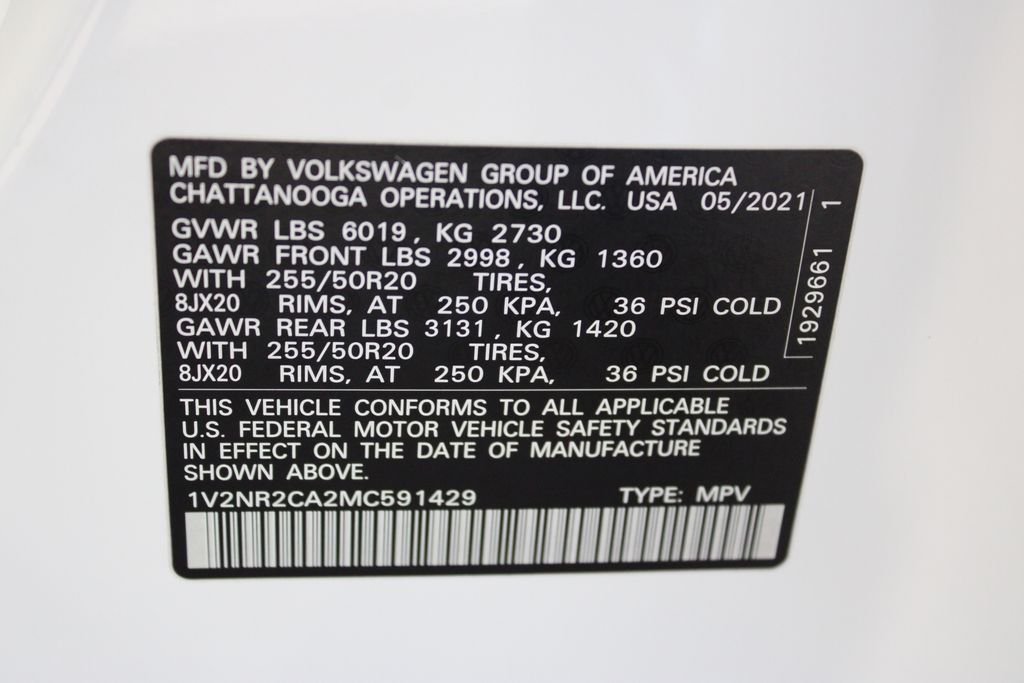 MFD BY VOLKSWAGEN GROUP OF AMERICA
CHATTANOOGA OPERATIONS, LLC. USA 05/2021
GVWR LBS 6019, KG 2730
GAWR FRONT LBS 2998, KG 1360
WITH 255/50R20 TIRES,
8JX20 RIMS, AT 250 KPA, 36 PSI COLD
GAWR REAR LBS 3131, KG 1420
WITH 255/50R20 TIRES,
8JX20 RIMS, AT 250 KPA, 36 PSI COLD
1929661 1
THIS VEHICLE CONFORMS TO ALL APPLICABLE
U.S. FEDERAL MOTOR VEHICLE SAFETY STANDARDS
IN EFFECT ON THE DATE OF MANUFACTURE
SHOWN ABOVE.
1V2NR2CA2MC591429 TYPE: MPV